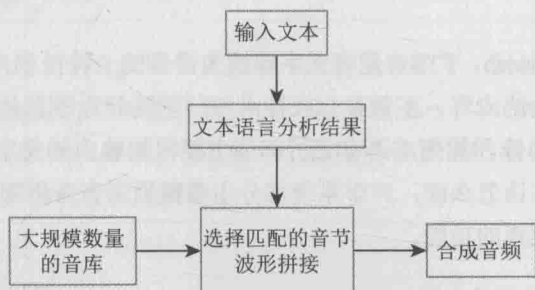 输入文本
文本语言分析结果
大规模数量
的音库
选择匹配的音节
波形拼接
合成音频